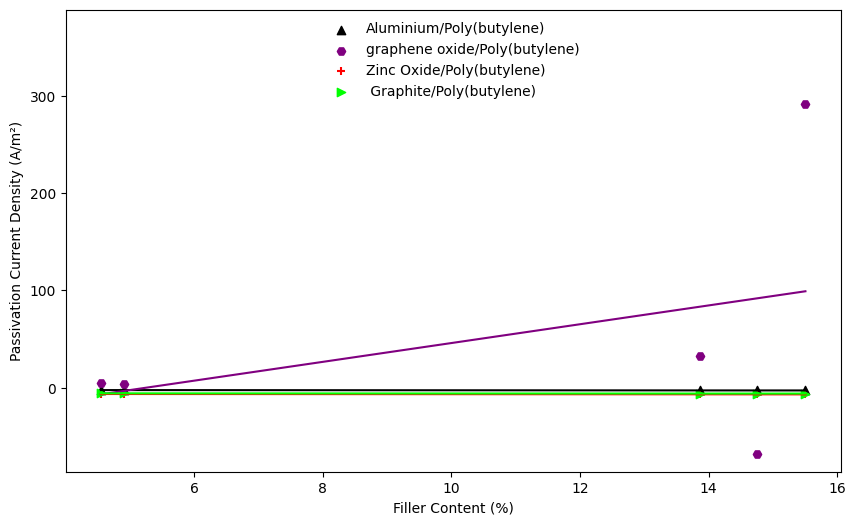 Aluminium/Poly(butylene)
graphene oxide/Poly(butylene)
Zinc Oxide/Poly(butylene)
Graphite/Poly(butylene)
Passivation Current Density (A/m²)
300
200
100
0
6
8
10
12
14
16
Filler Content (%)